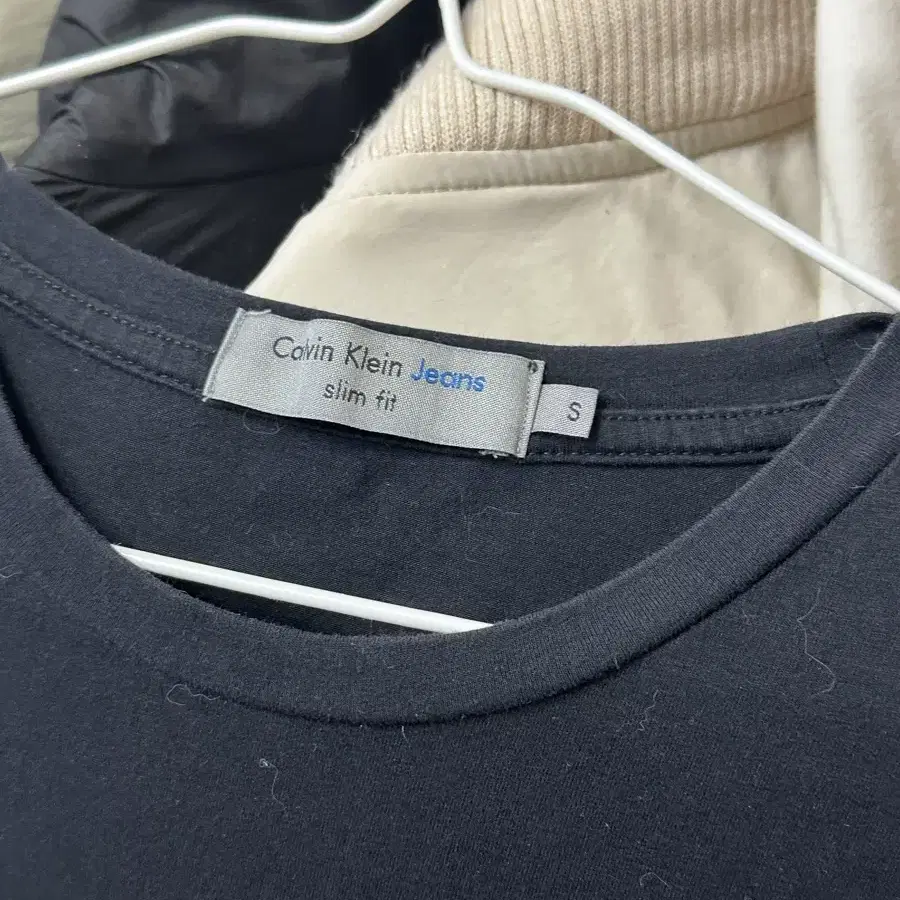 Calvin Klein Jeans
slim fit
S